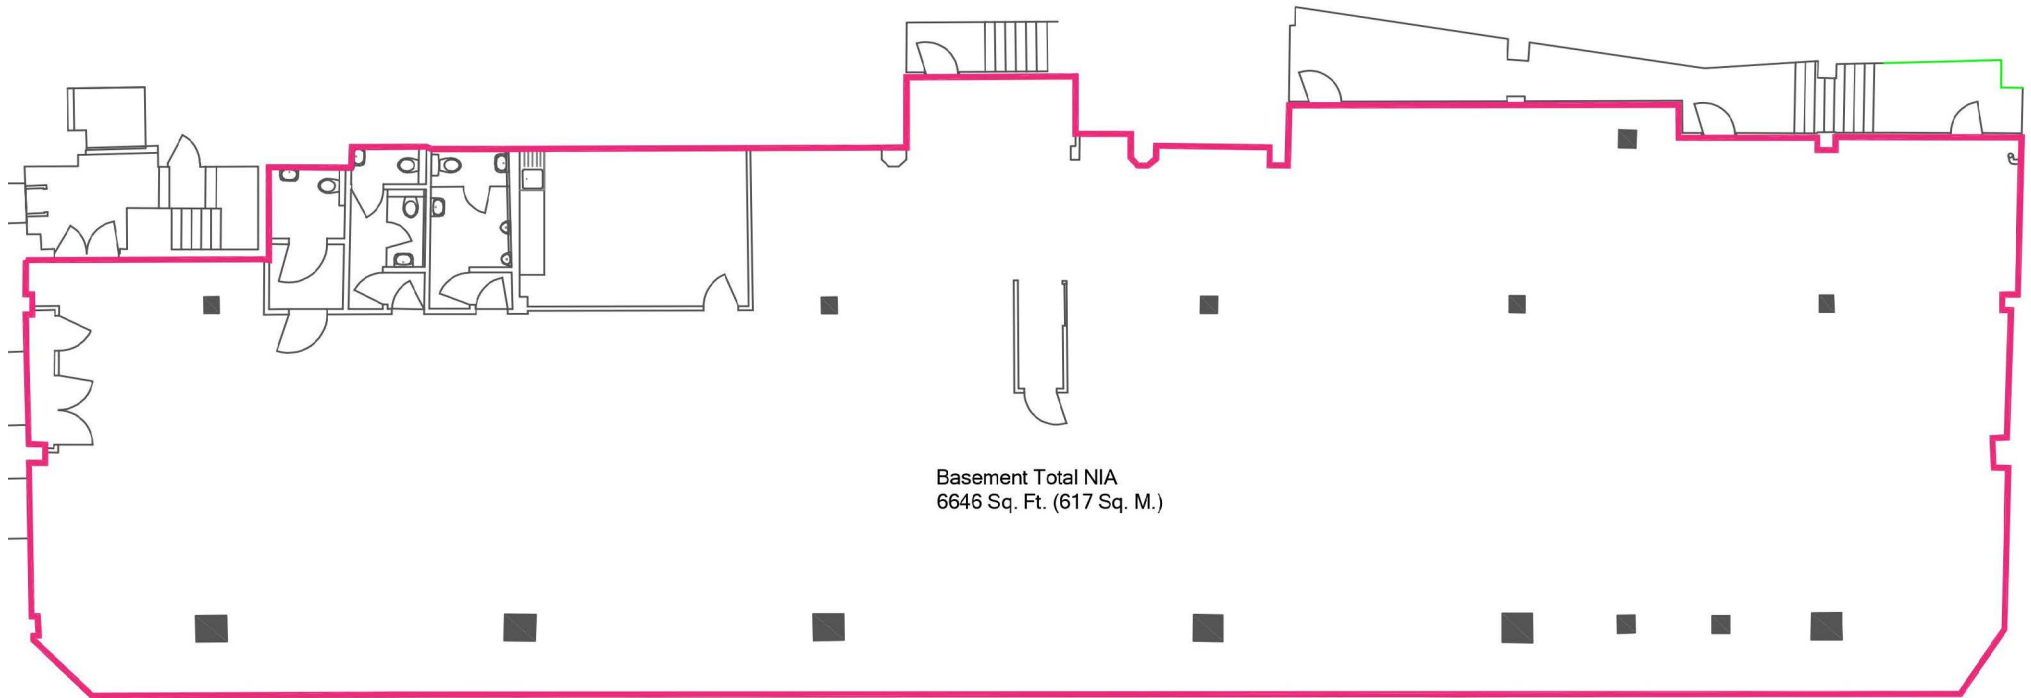 Basement Total NIA
6646 Sq. Ft. (617 Sq. M.)